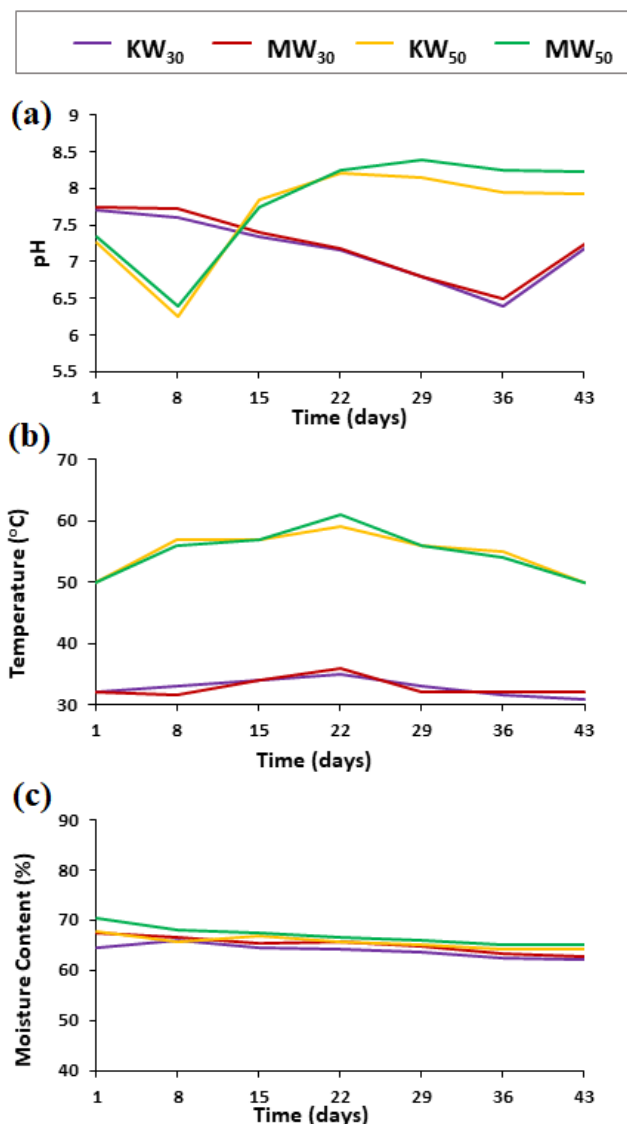 KW30 MW30 KW50 MW50
(a)
9
8.5
8
7.5
7
6.5
6
5.5
pH
1 8 15 22 29 36 43
Time (days)
(b)
70
60
50
40
30
Temperature (°C)
1 8 15 22 29 36 43
Time (days)
(c)
90
80
70
60
50
40
Moisture Content (%)
1 8 15 22 29 36 43
Time (days)